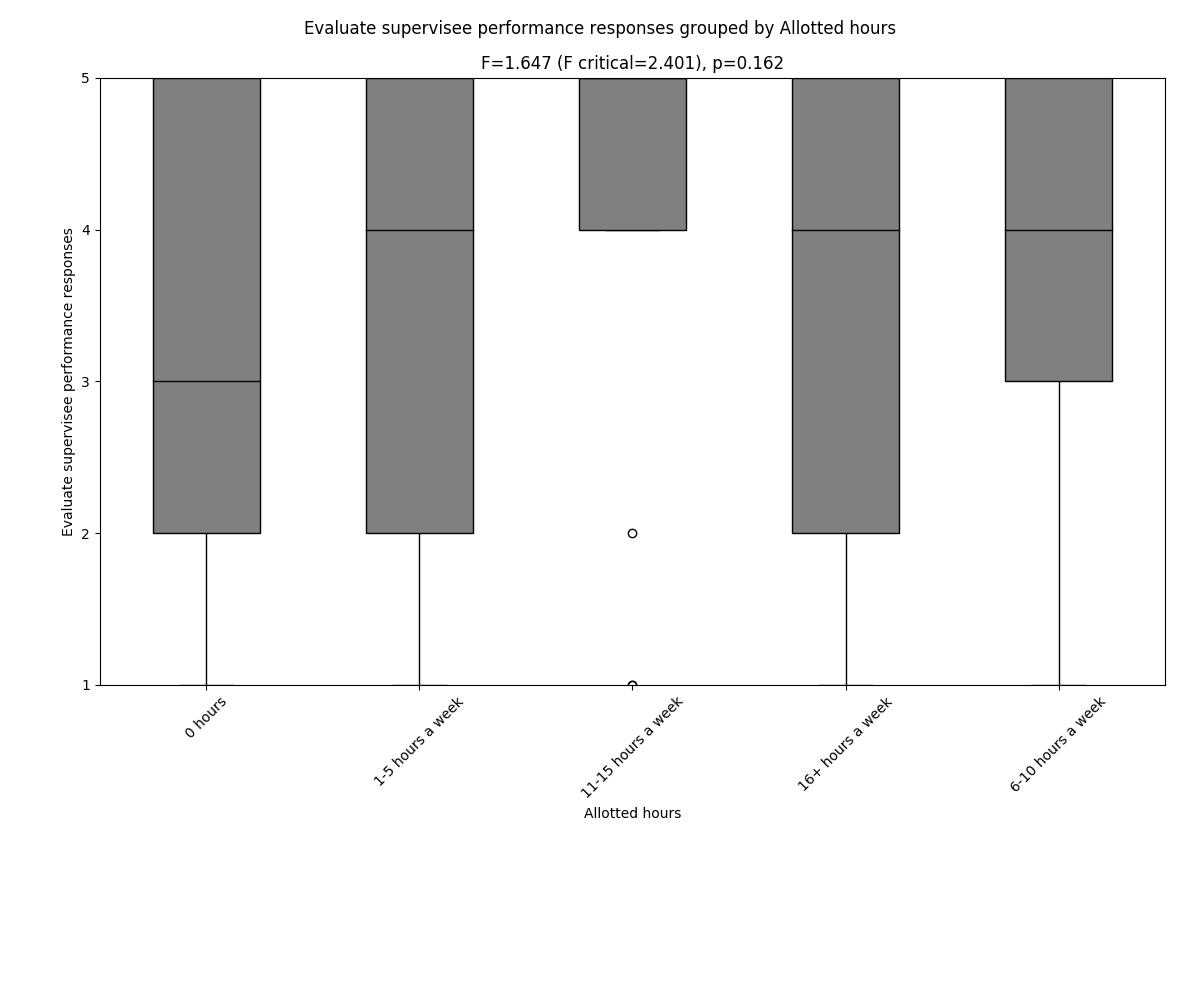 Evaluate supervisee performance responses grouped by Allotted hours
F=1.647 (F critical=2.401), p=0.162
Evaluate supervisee performance responses
5
4
3
2
1
0 hours
1-5 hours a week
11-15 hours a week
16+ hours a week
6-10 hours a week
Allotted hours